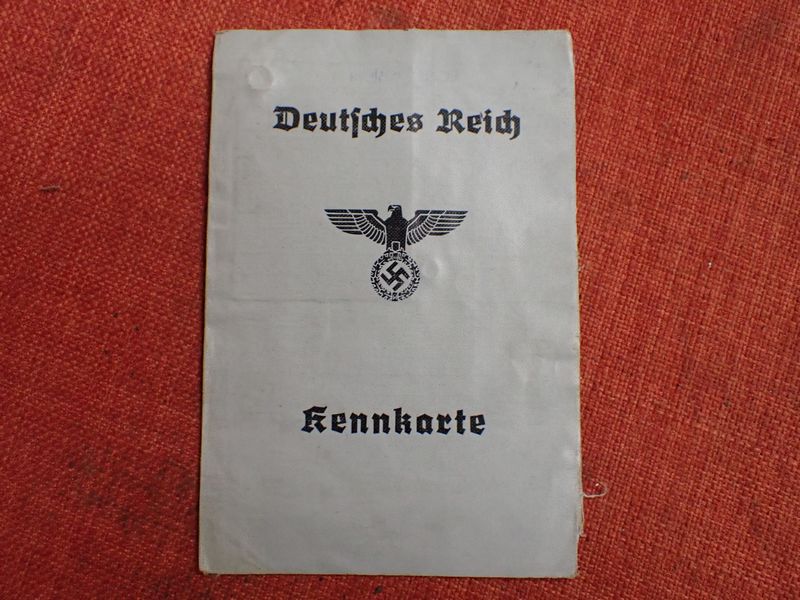 Deutsches Reich
Kennkarte